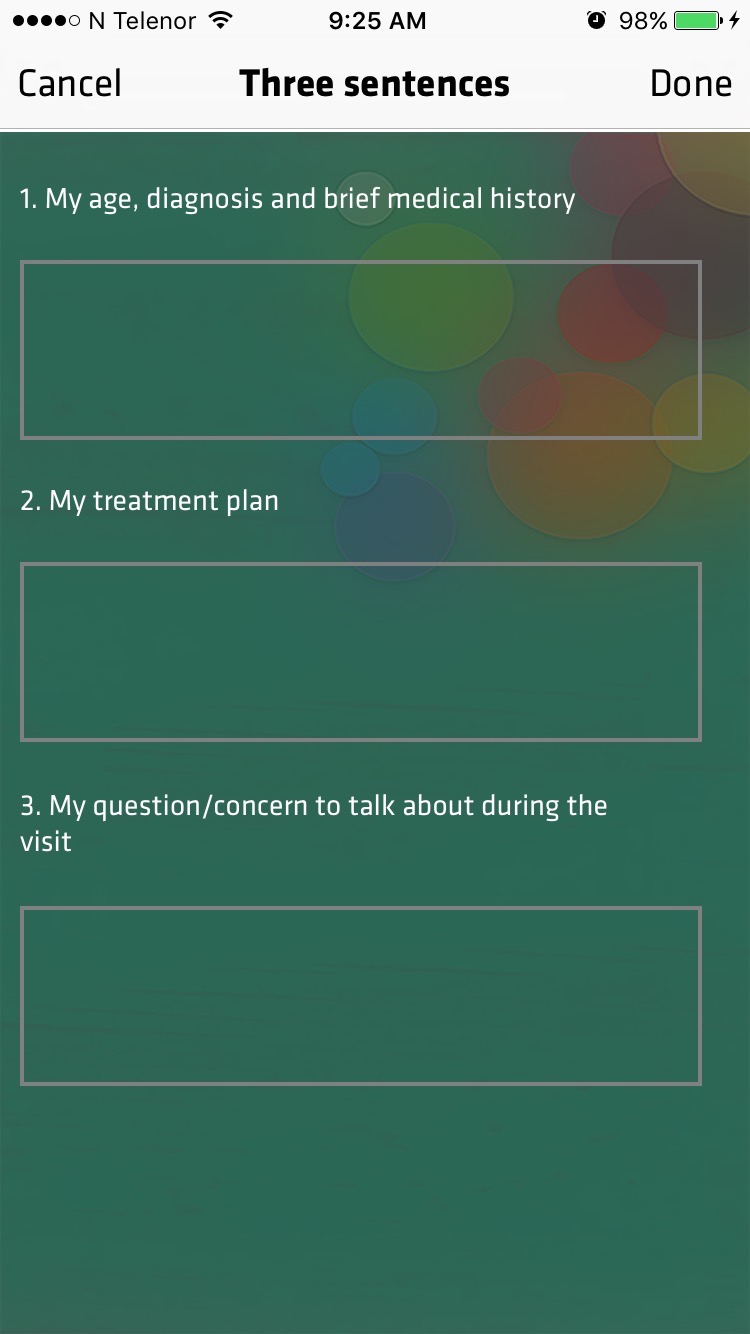 N Telenor 9:25 AM 98%
Cancel Three sentences Done
1. My age, diagnosis and brief medical history
2. My treatment plan
3. My question/concern to talk about during the
visit